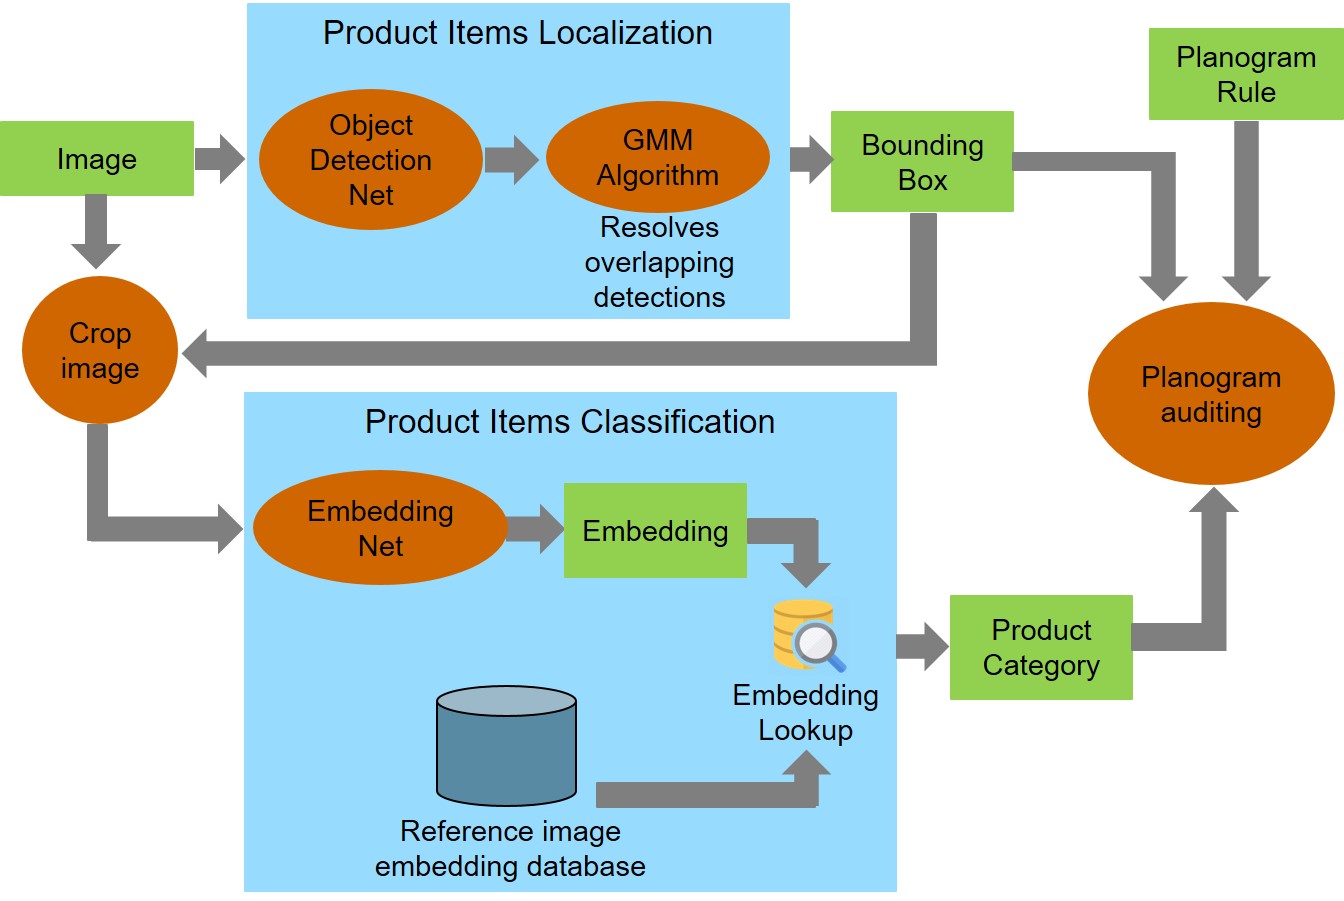 Product Items Localization
Planogram
Rule
Image
Object
Detection
Net
GMM
Algorithm
Resolves
overlapping
detections
Bounding
Box
Crop
image
Planogram
auditing
Product Items Classification
Embedding
Net
Embedding
Embedding
Lookup
Product
Category
Reference image
embedding database